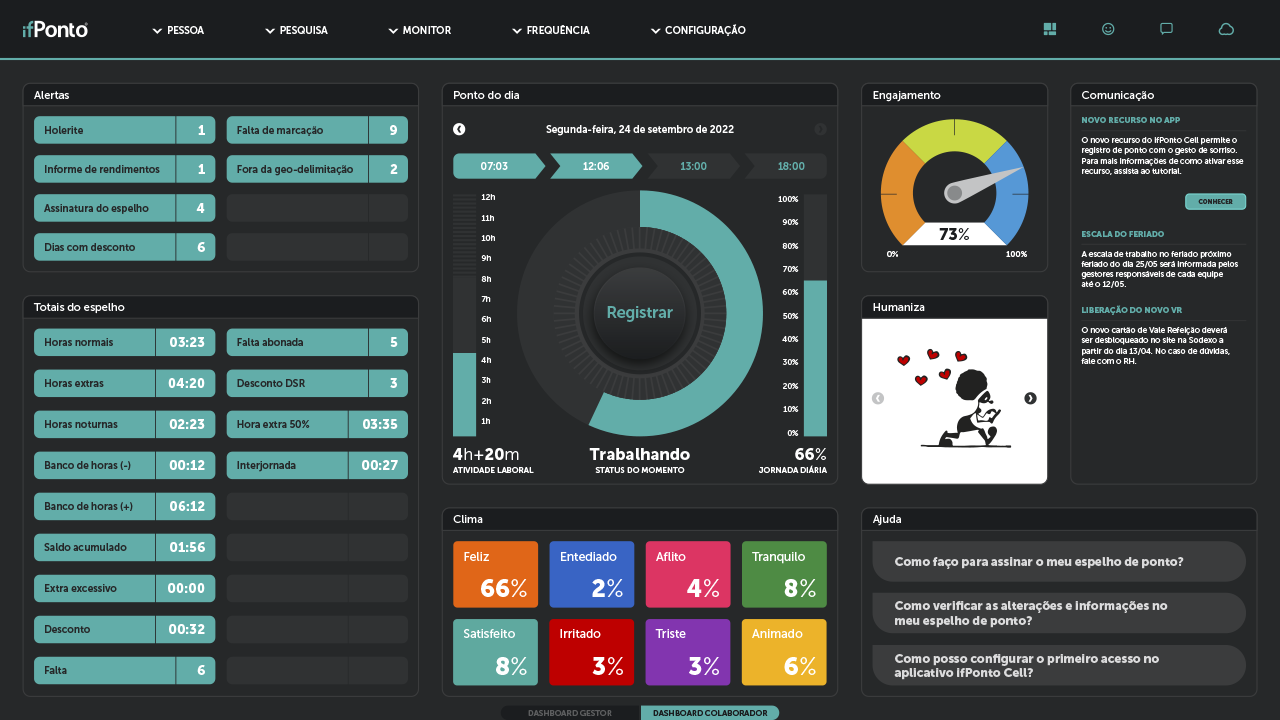 ifPonto
PESSOA
PESQUISA
MONITOR
FREQUÊNCIA
CONFIGURAÇÃO
Alertas
Holerite 1
Falta de marcação 9
Informe de rendimentos 1
Fora da geo-delimitação 2
Assinatura do espelho 4
Dias com desconto 6
Totais do espelho
Horas normais 03:23
Falta abonada 5
Horas extras 04:20
Desconto DSR 3
Horas noturnas 02:23
Hora extra 50% 03:35
Banco de horas (-) 00:12
Interjornada 00:27
Banco de horas (+) 06:12
Saldo acumulado 01:56
Extra excessivo 00:00
Desconto 00:32
Falta 6
Ponto do dia
Segunda-feira, 24 de setembro de 2022
07:03 12:06 13:00 18:00
12h
11h
10h
9h
8h
7h
6h
5h
4h
3h
2h
1h
Registrar
100%
90%
80%
70%
60%
50%
40%
30%
20%
10%
0%
4h+20m
ATIVIDADE LABORAL
Trabalhando
STATUS DO MOMENTO
66%
JORNADA DIÁRIA
Clima
Feliz
66%
Entediado
2%
Aflito
4%
Tranquilo
8%
Satisfeito
8%
Irritado
3%
Triste
3%
Animado
6%
Engajamento
73%
0%
100%
Humaniza
Comunicação
NOVO RECURSO NO APP
O novo recurso do IfPonto Cell permite o
registro de ponto com o gesto de sorriso.
Para mais informações de como ativar esse
recurso, assista ao tutorial.
CONHECER
ESCALA DO FERIADO
A escala de trabalho no feriado próximo
feriado do dia 25/05 será informada pelos
gestores responsáveis de cada equipe
até o 12/05.
LIBERAÇÃO DO NOVO VR
O novo cartão de Vale Refeição deverá
ser desbloqueado no site na Sodexo a
partir do dia 13/04. No caso de dúvidas,
fale com o RH.
Ajuda
Como faço para assinar o meu espelho de ponto?
Como verificar as alterações e informações no
meu espelho de ponto?
Como posso configurar o primeiro acesso no
aplicativo IfPonto Cell?
DASHBOARD GESTOR
DASHBOARD COLABORADOR